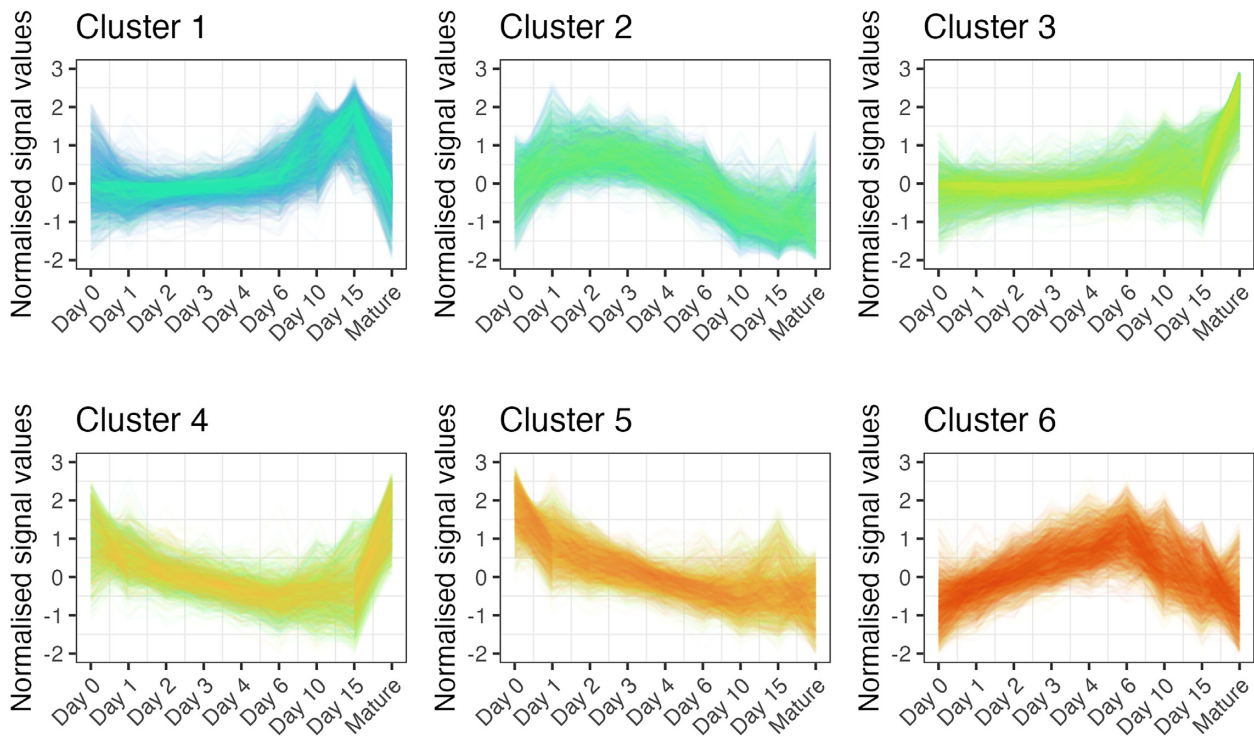 Cluster 1
Normalised signal values
3
2
1
0
-1
-2
Day 0
Day 1
Day 2
Day 3
Day 4
Day 6
Day 10
Day 15
Mature
Cluster 2
Normalised signal values
3
2
1
0
-1
-2
Day 0
Day 1
Day 2
Day 3
Day 4
Day 6
Day 10
Day 15
Mature
Cluster 3
Normalised signal values
3
2
1
0
-1
-2
Day 0
Day 1
Day 2
Day 3
Day 4
Day 6
Day 10
Day 15
Mature
Cluster 4
Normalised signal values
3
2
1
0
-1
-2
Day 0
Day 1
Day 2
Day 3
Day 4
Day 6
Day 10
Day 15
Mature
Cluster 5
Normalised signal values
3
2
1
0
-1
-2
Day 0
Day 1
Day 2
Day 3
Day 4
Day 6
Day 10
Day 15
Mature
Cluster 6
Normalised signal values
3
2
1
0
-1
-2
Day 0
Day 1
Day 2
Day 3
Day 4
Day 6
Day 10
Day 15
Mature